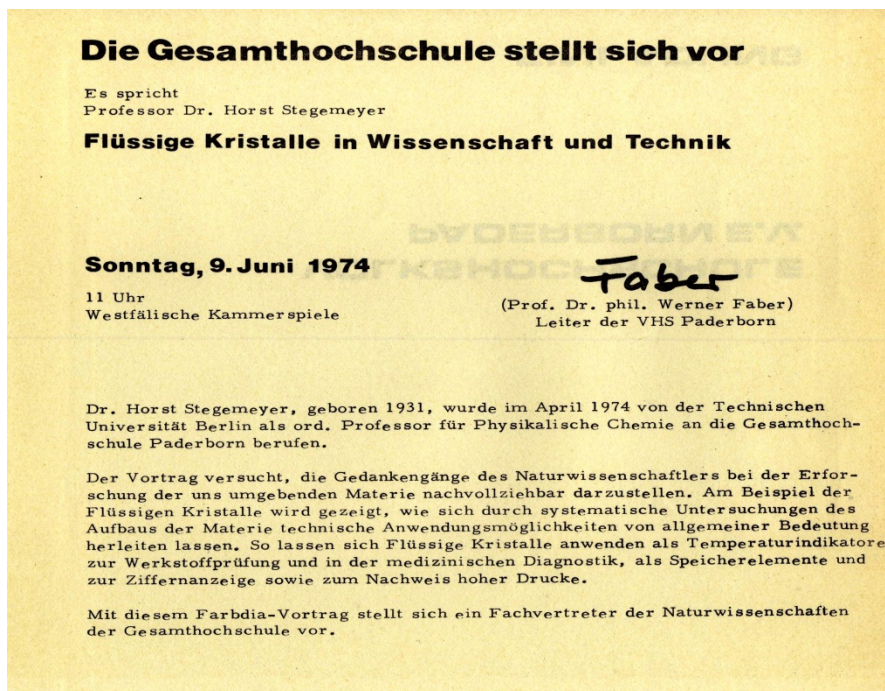 Die Gesamthochschule stellt sich vor
Es spricht
Professor Dr. Horst Stegemeyer
Flüssige Kristalle in Wissenschaft und Technik
PADERBORN E.V.
VOLKSHOCHSCHULE
Sonntag, 9. Juni 1974
11 Uhr
Westfälische Kammerspiele
Faber
(Prof. Dr. phil. Werner Faber)
Leiter der VHS Paderborn
Dr. Horst Stegemeyer, geboren 1931, wurde im April 1974 von der Technischen
Universität Berlin als ord. Professor für Physikalische Chemie an die Gesamthoch-
schule Paderborn berufen.
Der Vortrag versucht, die Gedankengänge des Naturwissenschaftlers bei der Erfor-
schung der uns umgebenden Materie nachvollziehbar darzustellen. Am Beispiel der
Flüssigen Kristalle wird gezeigt, wie sich durch systematische Untersuchungen des
Aufbaus der Materie technische Anwendungsmöglichkeiten von allgemeiner Bedeutung
herleiten lassen. So lassen sich Flüssige Kristalle anwenden als Temperaturindikatore
zur Werkstoffprüfung und in der medizinischen Diagnostik, als Speicherelemente und
zur Ziffernanzeige sowie zum Nachweis hoher Drucke.
Mit diesem Farbdia-Vortrag stellt sich ein Fachvertreter der Naturwissenschaften
der Gesamthochschule vor.